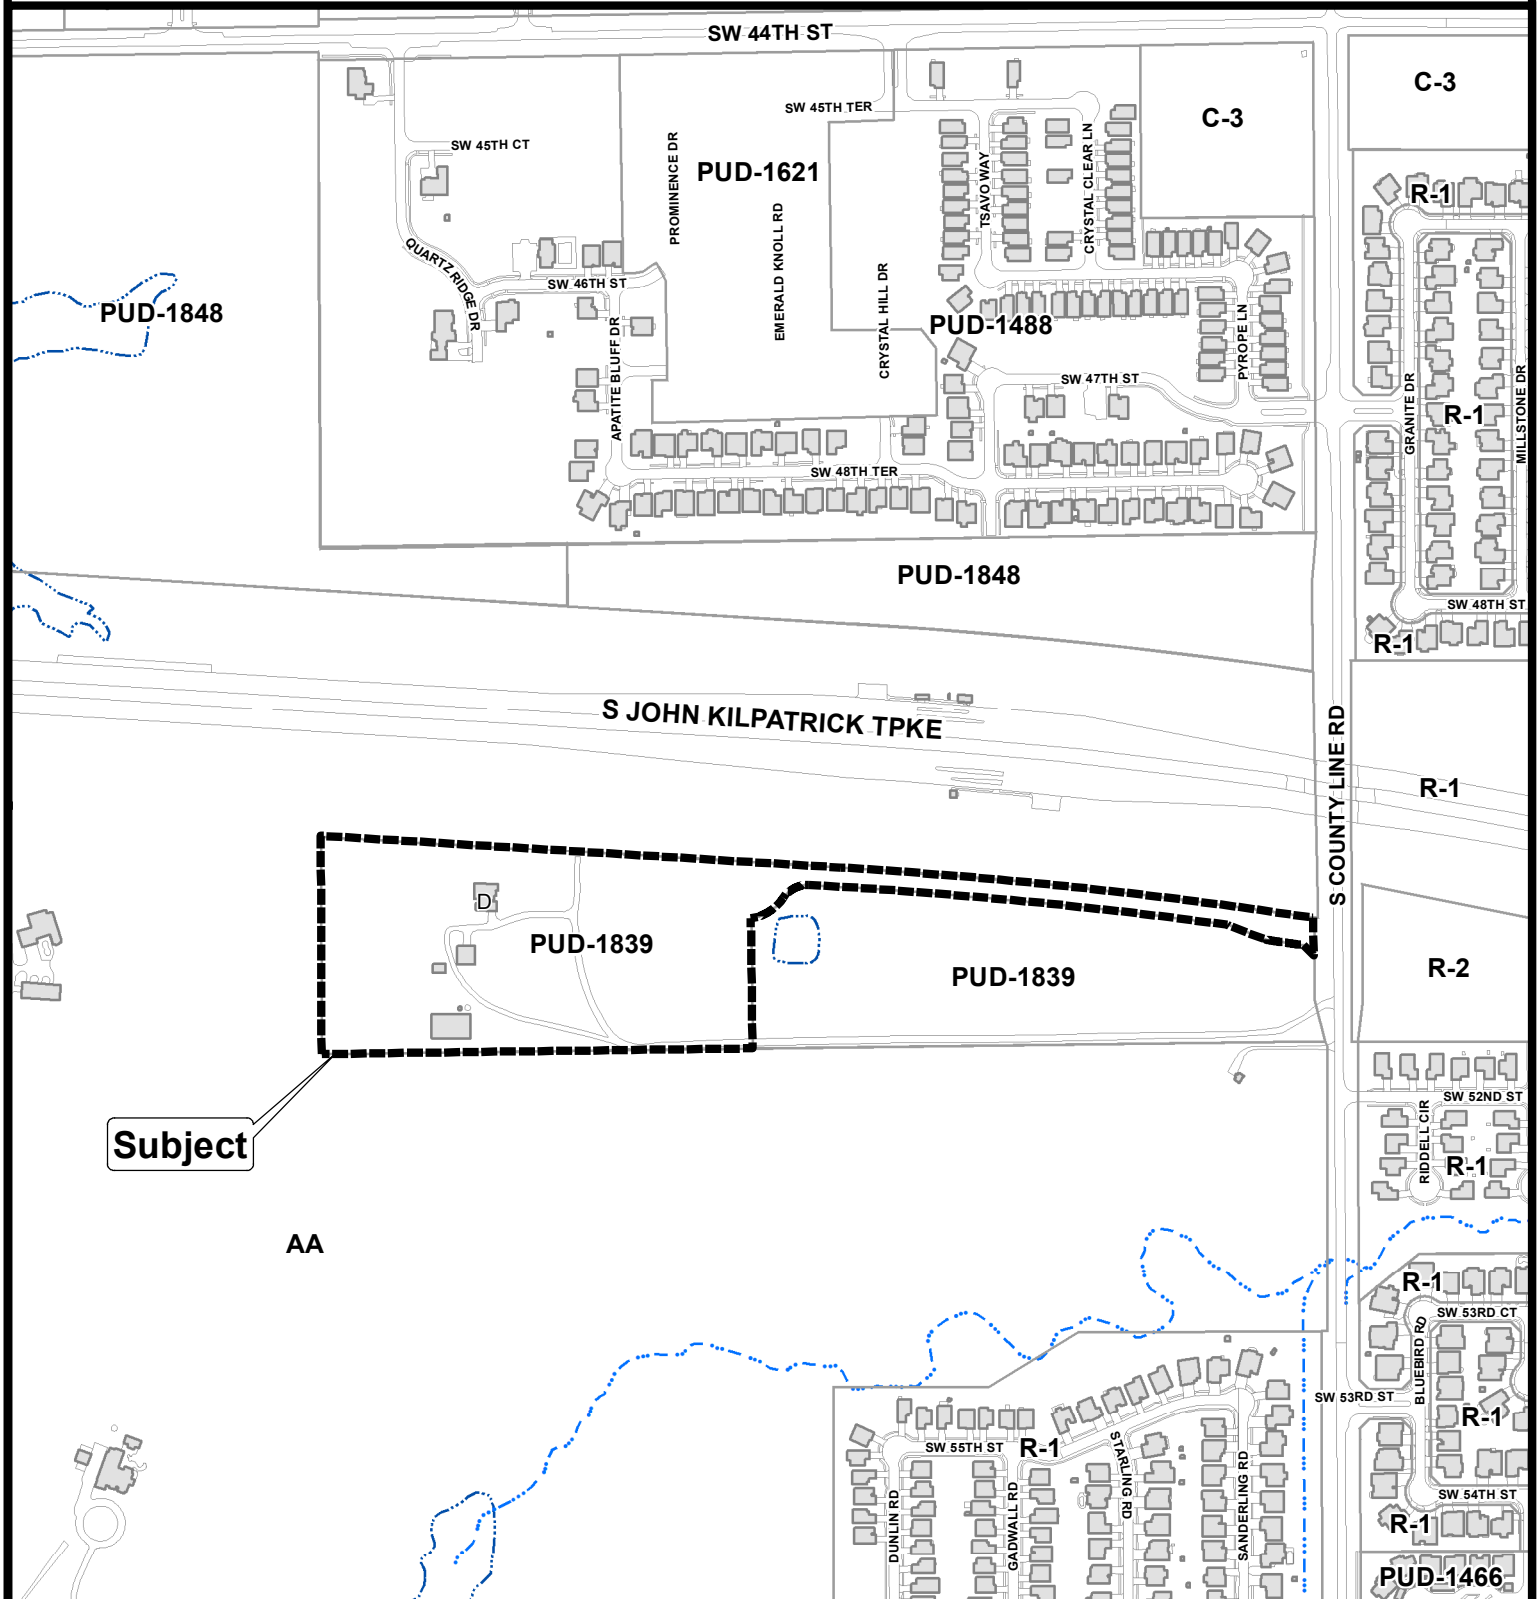 SW 44TH ST
C-3
C-3
SW 45TH TER
SW 45TH CT
PROMINENCE DR
PUD-1621
TSAVO WAY
CRYSTAL CLEAR LN
R-1
QUARTZ RIDGE DR
EMERALD KNOLL RD
CRYSTAL HILL DR
SW 46TH ST
PUD-1848
PUD-1488
APATITE BLUFF DR
PYROPE LN
SW 47TH ST
GRANITE DR
R-1
MILLSTONE DR
SW 48TH TER
PUD-1848
SW 48TH ST
R-1
S JOHN KILPATRICK TPKE
S COUNTY LINE RD
R-1
D
PUD-1839
PUD-1839
R-2
SW 52ND ST
RIDDELL CIR
R-1
Subject
AA
R-1
SW 53RD CT
BLUEBIRD RD
SW 53RD ST
R-1
SW 55TH ST
R-1
STARLING RD
DUNLIN RD
GADWALL RD
SANDERLING RD
SW 54TH ST
R-1
PUD-1466